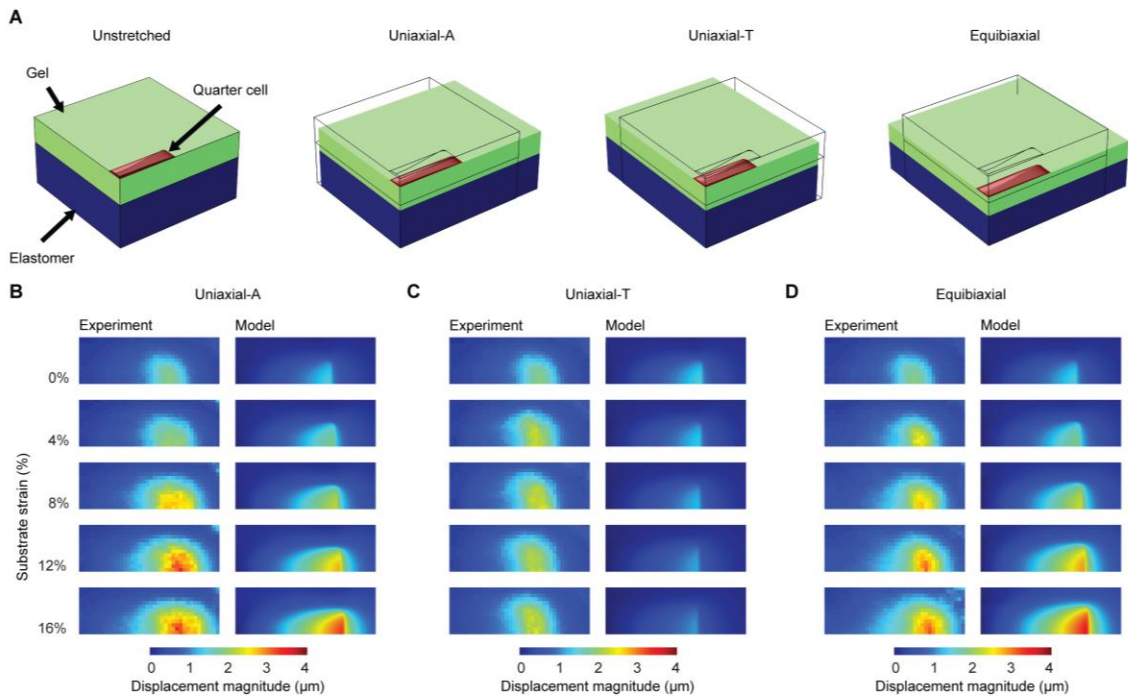 A
Unstretched
Uniaxial-A
Uniaxial-T
Equibiaxial
Gel
Quarter cell
Elastomer
B
Uniaxial-A
C
Uniaxial-T
D
Equibiaxial
Experiment
Model
Experiment
Model
Experiment
Model
Substrate strain (%)
0%
4%
8%
12%
16%
0 1 2 3 4
Displacement magnitude (µm)
0 1 2 3 4
Displacement magnitude (µm)
0 1 2 3 4
Displacement magnitude (µm)